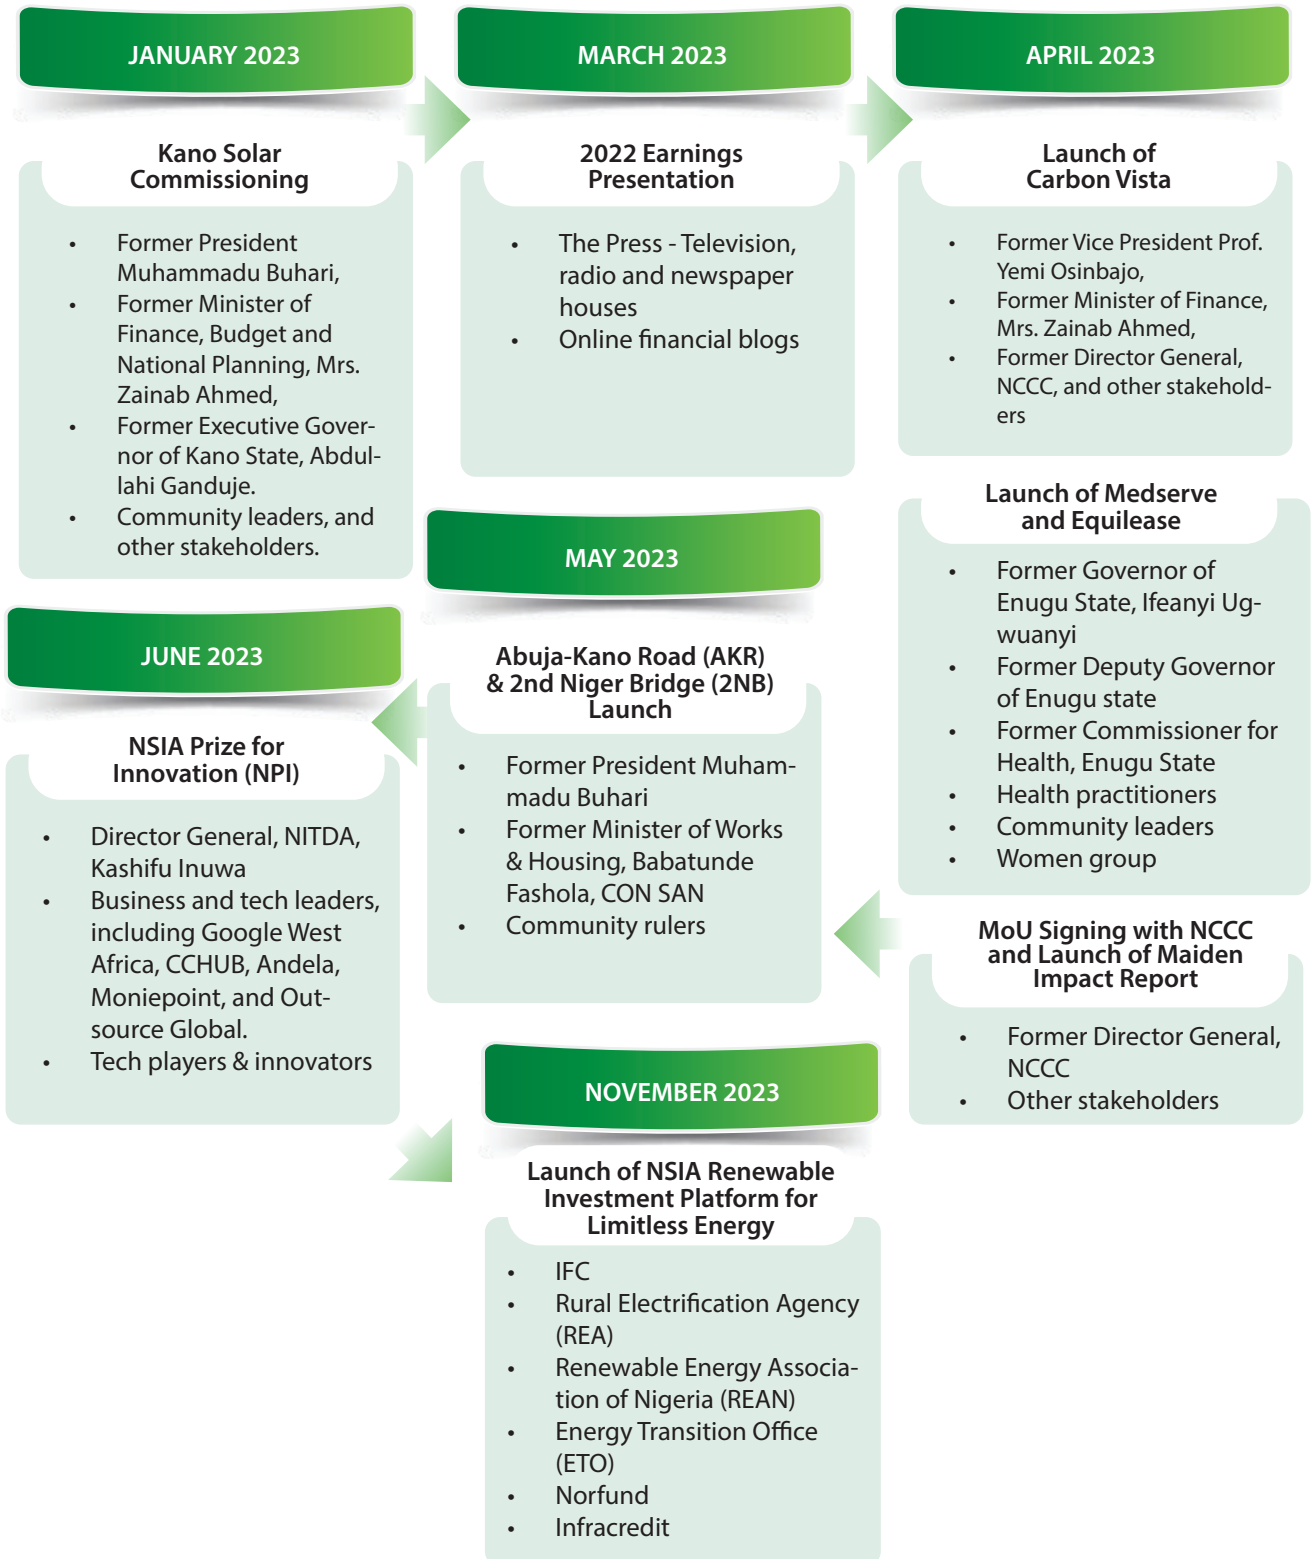 JANUARY 2023
Kano Solar
Commissioning
• Former President
Muhammadu Buhari,
• Former Minister of
Finance, Budget and
National Planning, Mrs.
Zainab Ahmed,
• Former Executive Gover-
nor of Kano State, Abdul-
lahi Ganduje.
• Community leaders, and
other stakeholders.
MARCH 2023
2022 Earnings
Presentation
• The Press - Television,
radio and newspaper
houses
• Online financial blogs
APRIL 2023
Launch of
Carbon Vista
• Former Vice President Prof.
Yemi Osinbajo,
• Former Minister of Finance,
Mrs. Zainab Ahmed,
• Former Director General,
NCCC, and other stakehold-
ers
Launch of Medserve
and Equilease
• Former Governor of
Enugu State, Ifeanyi Ug-
wuanyi
• Former Deputy Governor
of Enugu state
• Former Commissioner for
Health, Enugu State
• Health practitioners
• Community leaders
• Women group
MoU Signing with NCCC
and Launch of Maiden
Impact Report
• Former Director General,
NCCC
• Other stakeholders
MAY 2023
Abuja-Kano Road (AKR)
& 2nd Niger Bridge (2NB)
Launch
• Former President Muham-
madu Buhari
• Former Minister of Works
& Housing, Babatunde
Fashola, CON SAN
• Community rulers
JUNE 2023
NSIA Prize for
Innovation (NPI)
• Director General, NITDA,
Kashifu Inuwa
• Business and tech leaders,
including Google West
Africa, CCHUB, Andela,
Moniepoint, and Out-
source Global.
• Tech players & innovators
NOVEMBER 2023
Launch of NSIA Renewable
Investment Platform for
Limitless Energy
• IFC
• Rural Electrification Agency
(REA)
• Renewable Energy Associa-
tion of Nigeria (REAN)
• Energy Transition Office
(ETO)
• Norfund
• Infracredit